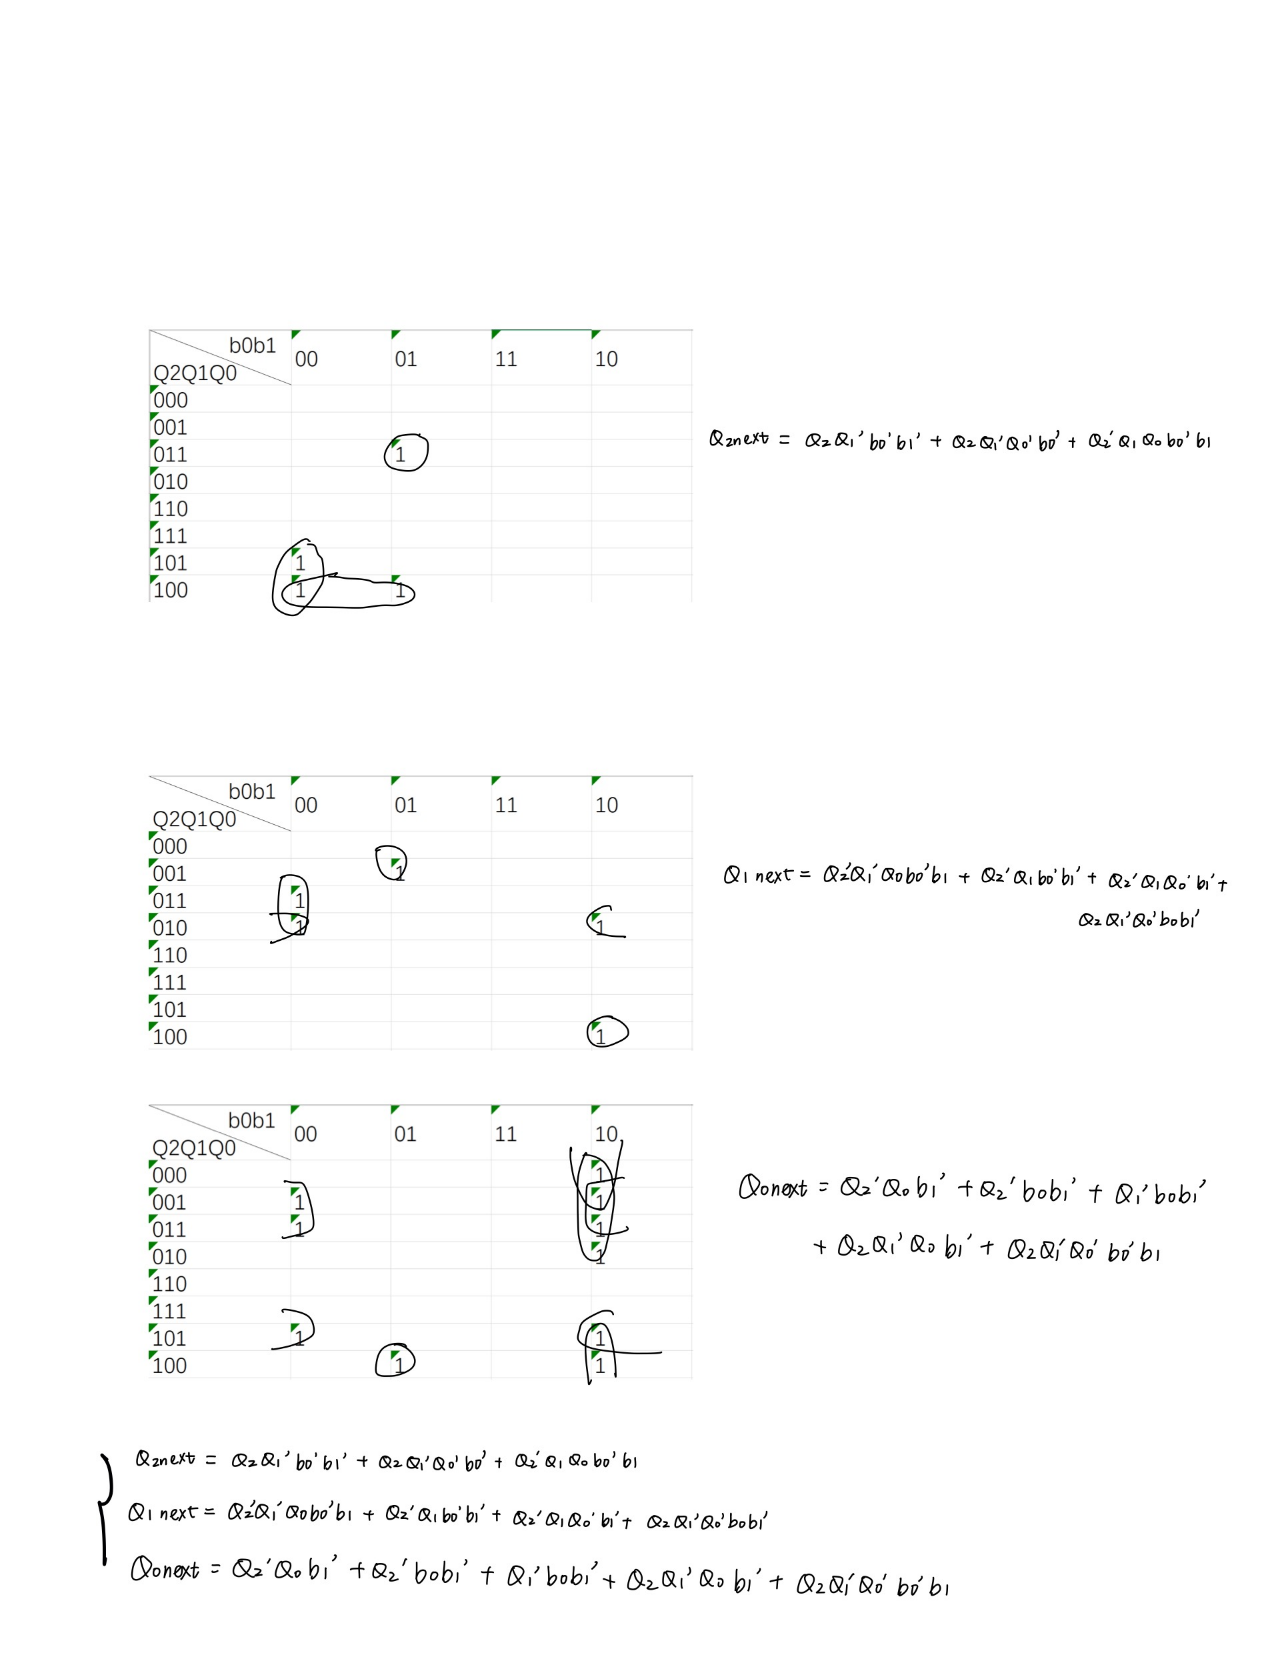 b0b1
00 01 11 10
Q2Q1Q0
000
001
011 1
010
110
111
101 1
100 1 1
Q2next = Q2Q1'b0'b1' + Q2Q1'Q0'b0' + Q2'Q1Q0b0'b1
b0b1
00 01 11 10
Q2Q1Q0
000
001 1
011 1
010 1 1
110
111
101
100 1
Q1next = Q2'Q1'Q0b0'b1 + Q2'Q1b0'b1' + Q2'Q1Q0'b1' +
Q2Q1'Q0'b0b1'
b0b1
00 01 11 10
Q2Q1Q0
000 1
001 1 1
011 1 1
010 1
110
111
101 1 1
100 1 1
Q0next = Q2'Q0b1' + Q2'b0b1' + Q1'b0b1'
+ Q2Q1'Q0b1' + Q2Q1'Q0'b0'b1
Q2next = Q2Q1'b0'b1' + Q2Q1'Q0'b0' + Q2'Q1Q0b0'b1
Q1next = Q2'Q1'Q0b0'b1 + Q2'Q1b0'b1' + Q2'Q1Q0'b1' + Q2Q1'Q0'b0b1'
Q0next = Q2'Q0b1' + Q2'b0b1' + Q1'b0b1' + Q2Q1'Q0b1' + Q2Q1'Q0'b0'b1